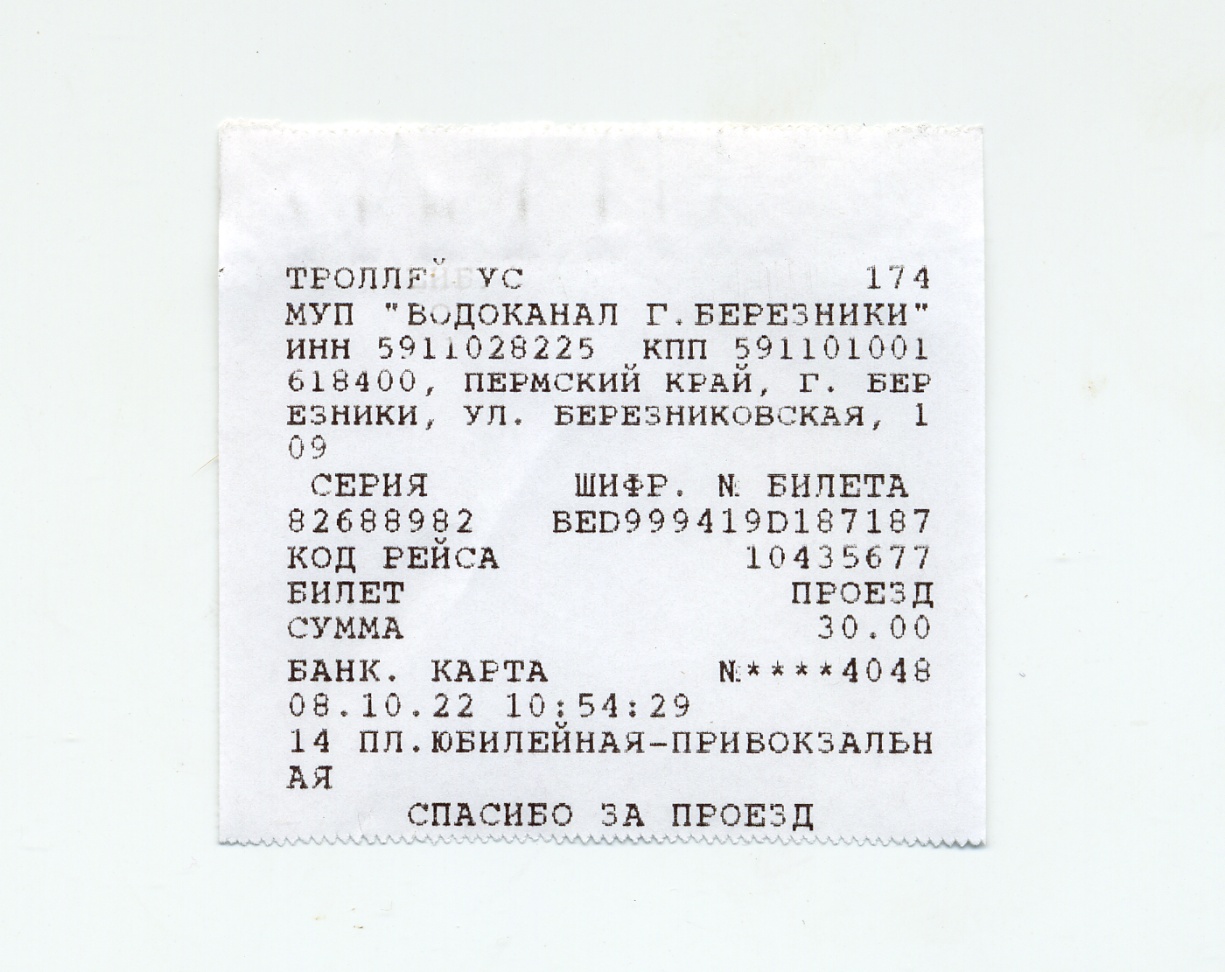 ТРОЛЛЕЙБУС 174
МУП "ВОДОКАНАЛ Г.БЕРЕЗНИКИ"
ИНН 5911028225 КПП 591101001
618400, ПЕРМСКИЙ КРАЙ, Г. БЕР
ЕЗНИКИ, УЛ. БЕРЕЗНИКОВСКАЯ, 1
09
СЕРИЯ ШИФР. № БИЛЕТА
82688982 BED999419D187187
КОД РЕЙСА 10435677
БИЛЕТ ПРОЕЗД
СУММА 30.00
БАНК. КАРТА №****4048
08.10.22 10:54:29
14 ПЛ.ЮБИЛЕЙНАЯ-ПРИВОКЗАЛЬН
АЯ
СПАСИБО ЗА ПРОЕЗД